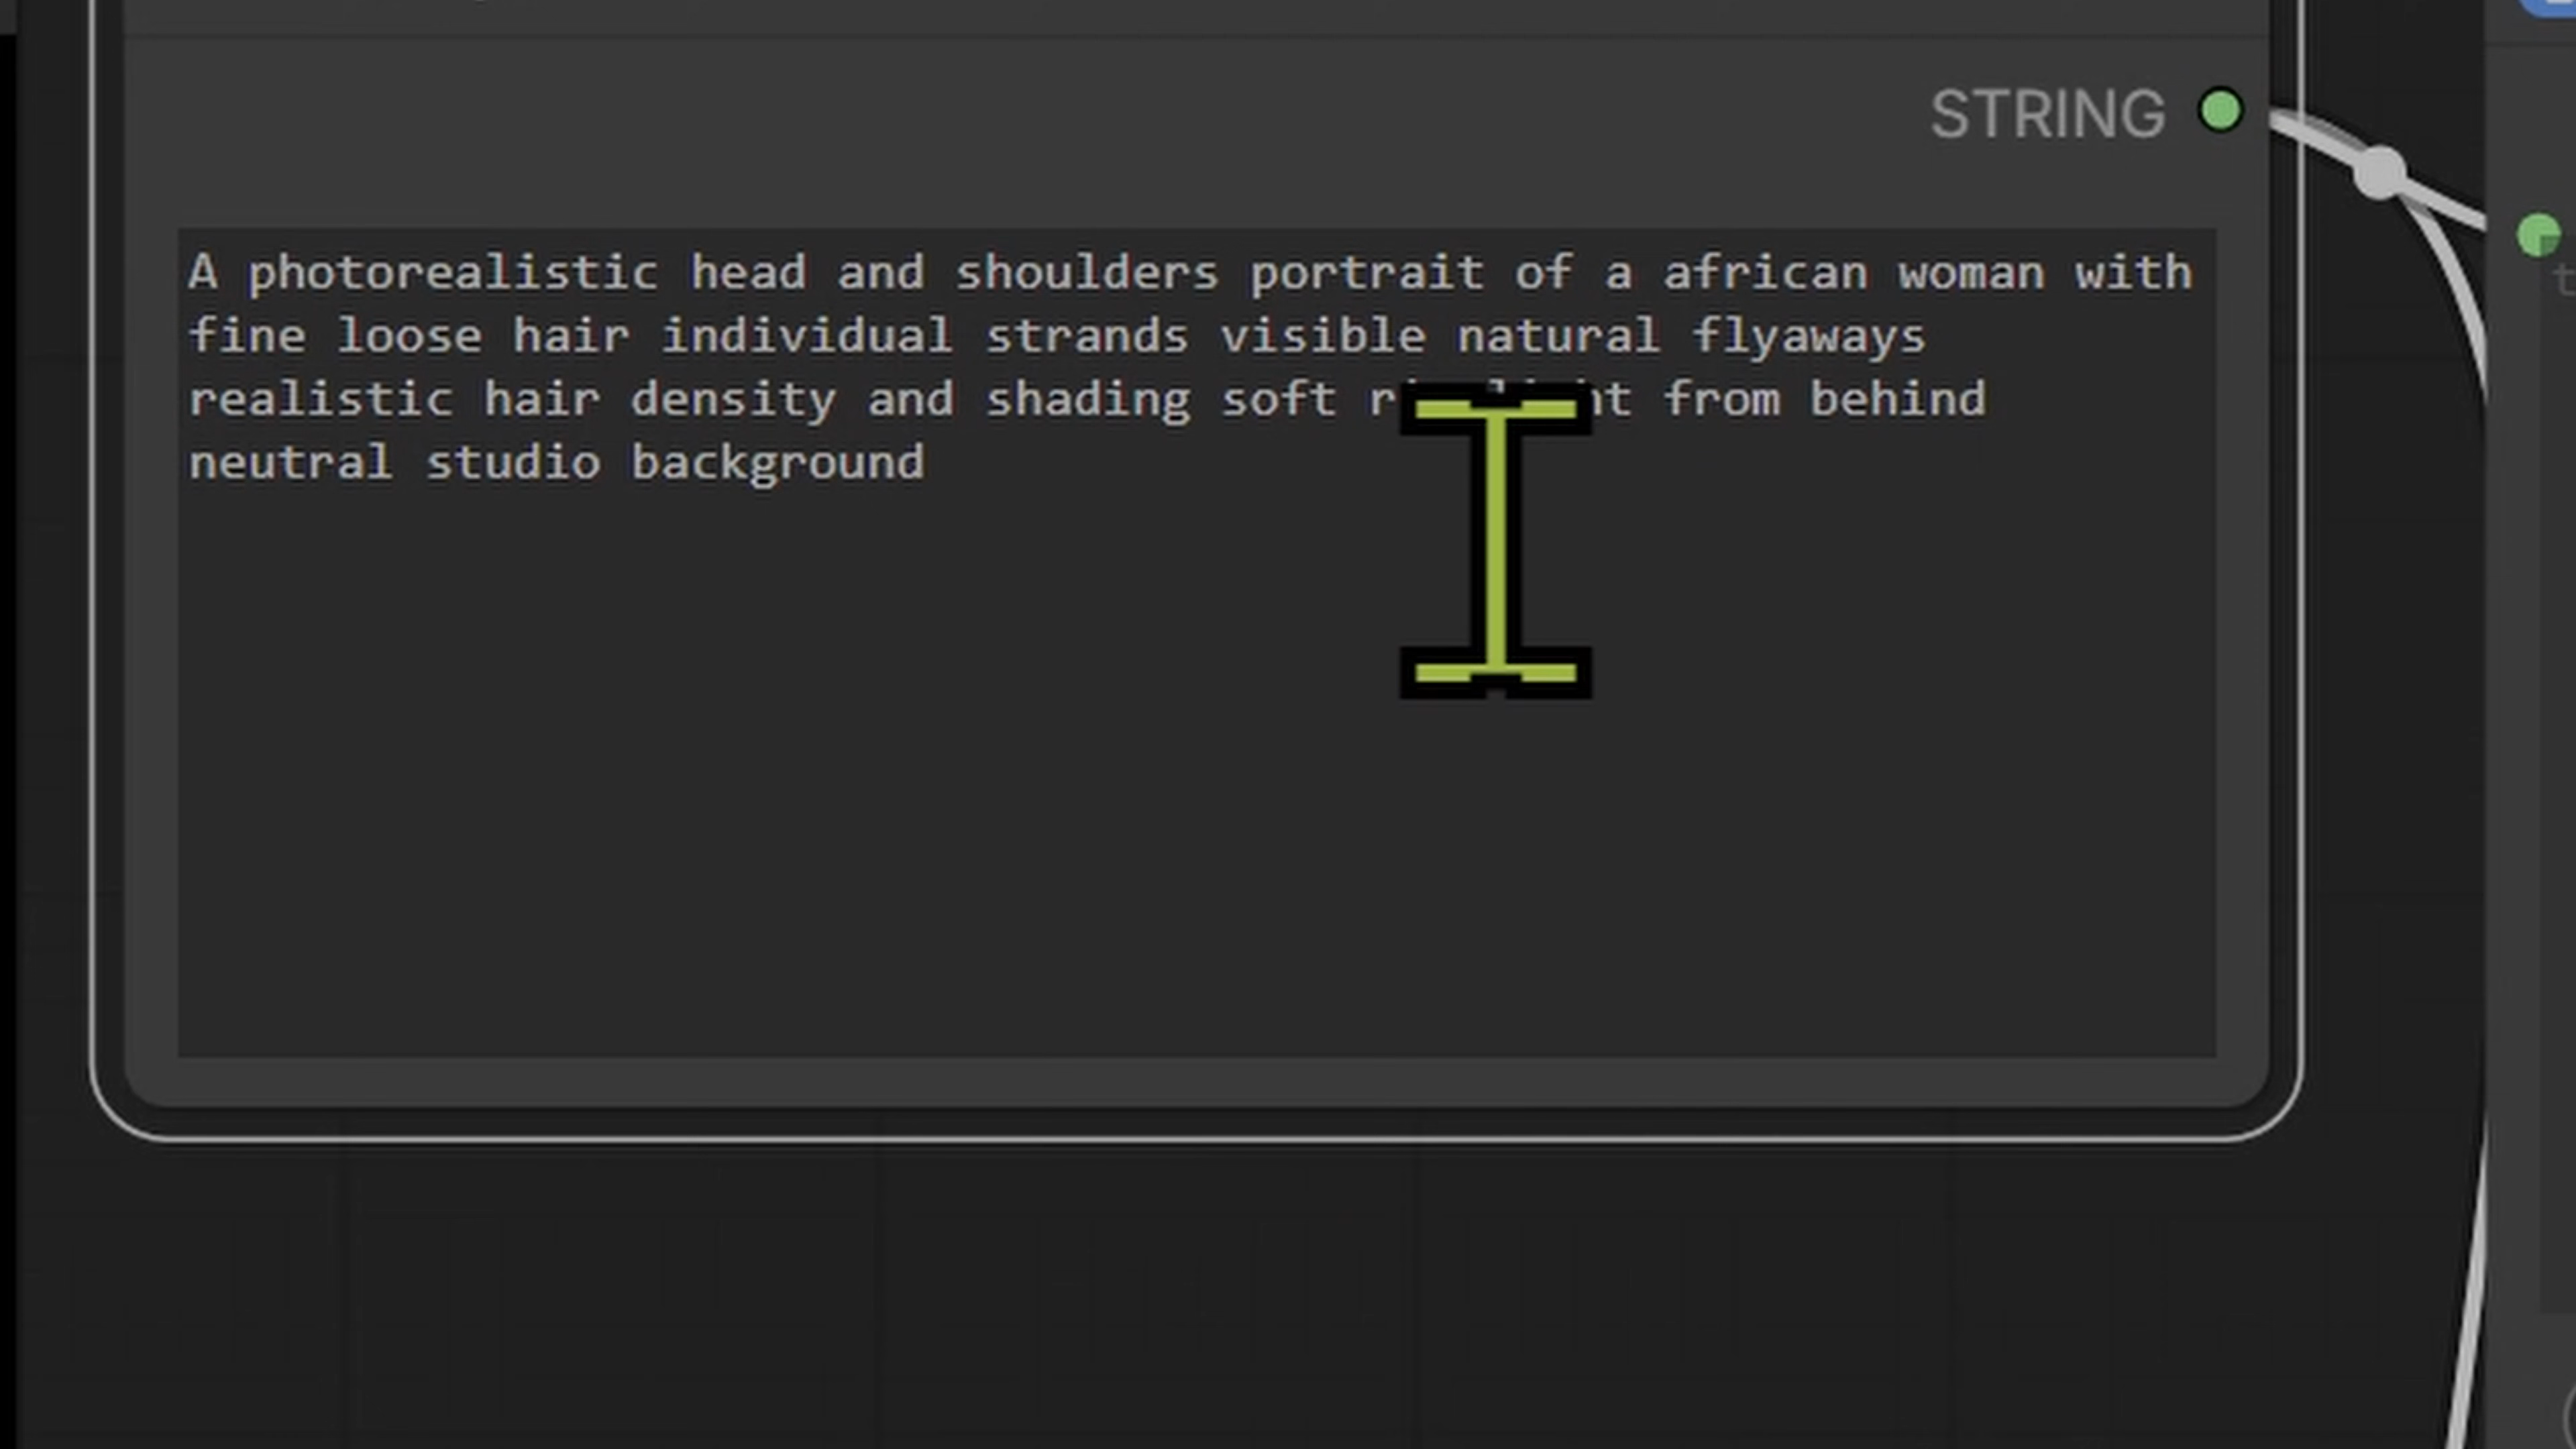 STRING
A photorealistic head and shoulders portrait of a african woman with
fine loose hair individual strands visible natural flyaways
realistic hair density and shading soft from behind
neutral studio background